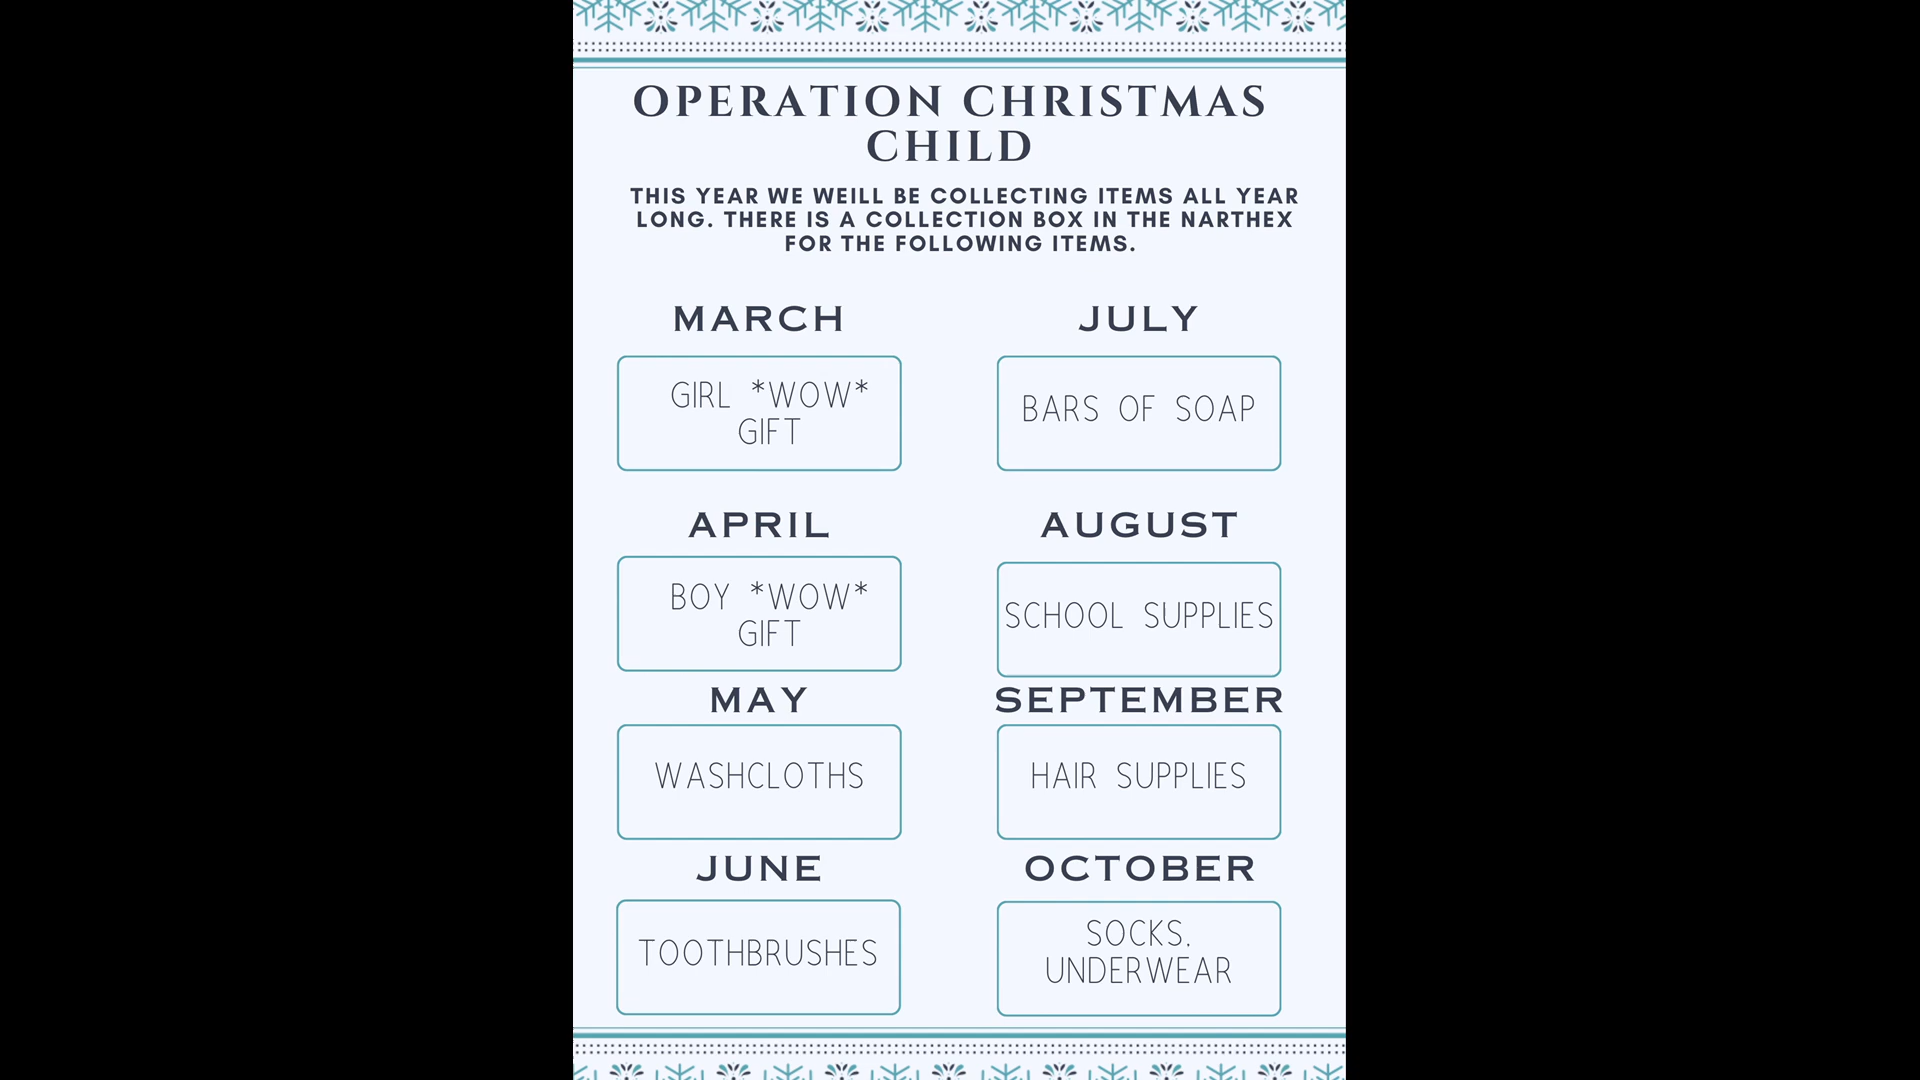 OPERATION CHRISTMAS
CHILD
THIS YEAR WE WEILL BE COLLECTING ITEMS ALL YEAR
LONG. THERE IS A COLLECTION BOX IN THE NARTHEX
FOR THE FOLLOWING ITEMS.
MARCH
GIRL *WOW*
GIFT
APRIL
BOY *WOW*
GIFT
MAY
WASHCLOTHS
JUNE
TOOTHBRUSHES
JULY
BARS OF SOAP
AUGUST
SCHOOL SUPPLIES
SEPTEMBER
HAIR SUPPLIES
OCTOBER
SOCKS,
UNDERWEAR